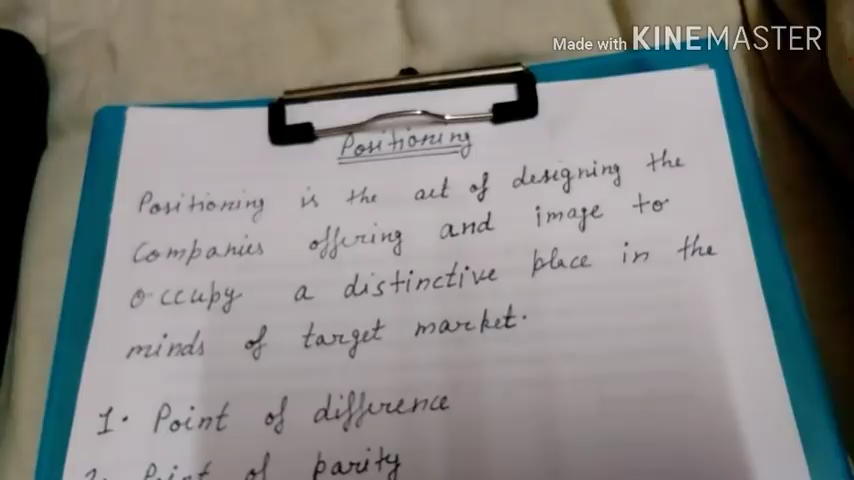 Made with KINEMASTER
Positioning
Positioning is the act of designing the
Companies offering and image to
occupy a distinctive place in the
minds of target market.
1. Point of difference
2. Point of parity